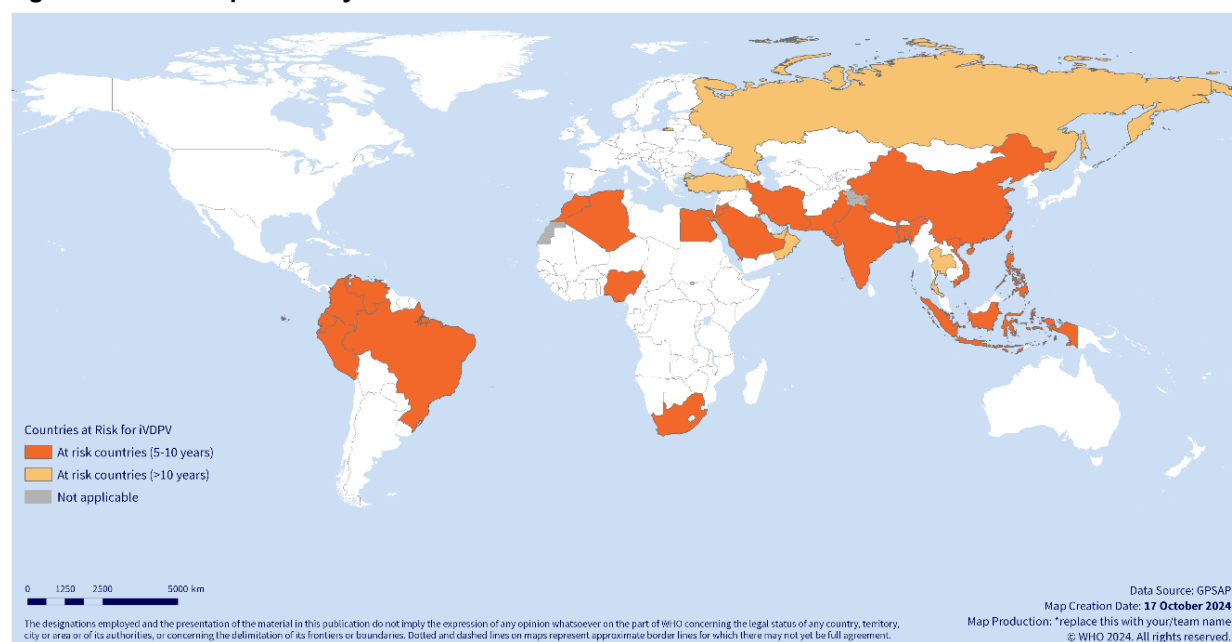 Countries at Risk for iVDPV
At risk countries (5-10 years)
At risk countries (>10 years)
Not applicable
0 1250 2500 5000 km
Data Source: GPSAP
Map Creation Date: 17 October 2024
Map Production: *replace this with your/team name
© WHO 2024. All rights reserved
The designations employed and the presentation of the material in this publication do not imply the expression of any opinion whatsoever on the part of WHO concerning the legal status of any country, territory,
city or area or of its authorities, or concerning the delimitation of its frontiers or boundaries. Dotted and dashed lines on maps represent approximate border lines for which there may not yet be full agreement.